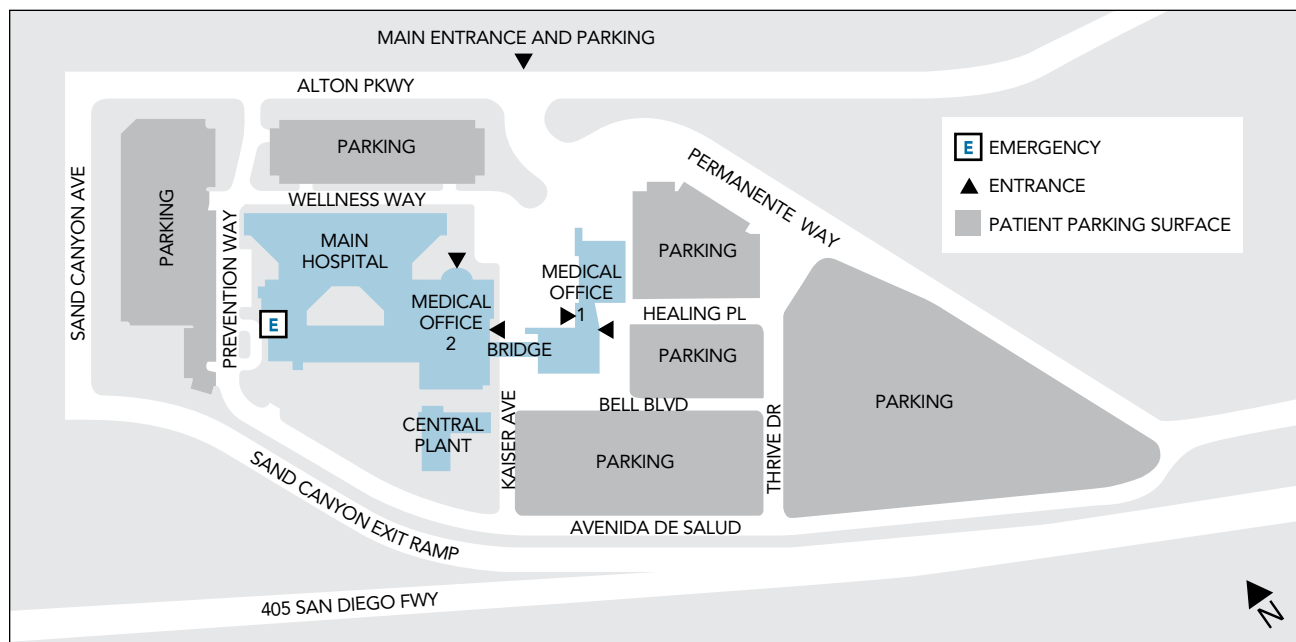 MAIN ENTRANCE AND PARKING
ALTON PKWY
PARKING
E EMERGENCY
ENTRANCE
PATIENT PARKING SURFACE
SAND CANYON AVE
PARKING
PREVENTION WAY
WELLNESS WAY
PERMANENTE WAY
MAIN
HOSPITAL
PARKING
MEDICAL
OFFICE
1
MEDICAL
OFFICE
2
E
HEALING PL
BRIDGE
PARKING
BELL BLVD
PARKING
CENTRAL
PLANT
KAISER AVE
PARKING
THRIVE DR
SAND CANYON EXIT RAMP
AVENIDA DE SALUD
405 SAN DIEGO FWY
N